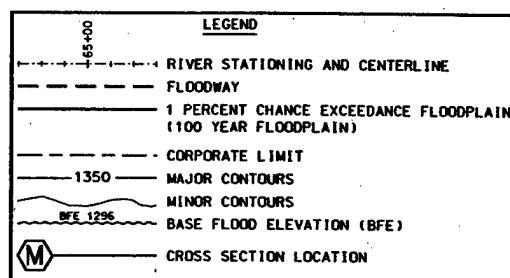 LEGEND
65+00
RIVER STATIONING AND CENTERLINE
FLOODWAY
1 PERCENT CHANCE EXCEEDANCE FLOODPLAIN
(100 YEAR FLOODPLAIN)
CORPORATE LIMIT
1350 MAJOR CONTOURS
MINOR CONTOURS
BFE 1296 BASE FLOOD ELEVATION (BFE)
M CROSS SECTION LOCATION